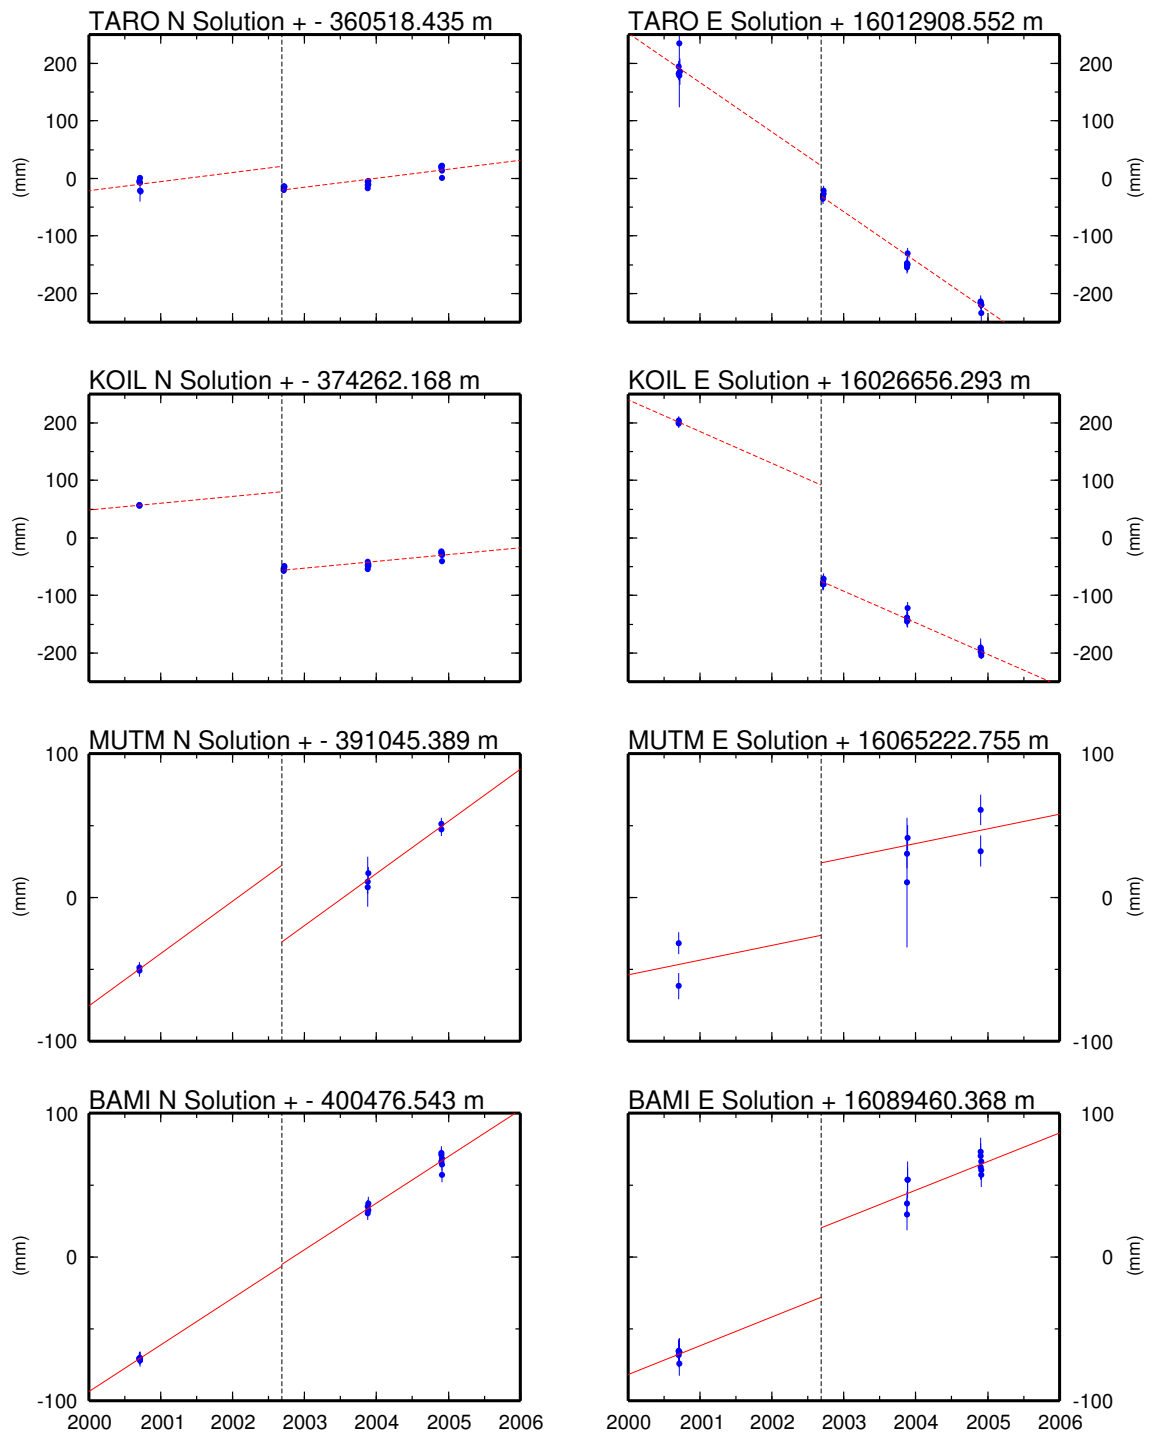 TARO N Solution + - 360518.435 m
TARO E Solution + 16012908.552 m
200
100
0
-100
-200
(mm)
200
100
0
-100
-200
(mm)
KOIL N Solution + - 374262.168 m
KOIL E Solution + 16026656.293 m
200
100
0
-100
-200
(mm)
200
100
0
-100
-200
(mm)
MUTM N Solution + - 391045.389 m
MUTM E Solution + 16065222.755 m
100
0
-100
(mm)
100
0
-100
(mm)
BAMI N Solution + - 400476.543 m
BAMI E Solution + 16089460.368 m
100
0
-100
(mm)
100
0
-100
(mm)
2000 2001 2002 2003 2004 2005 2006
2000 2001 2002 2003 2004 2005 2006